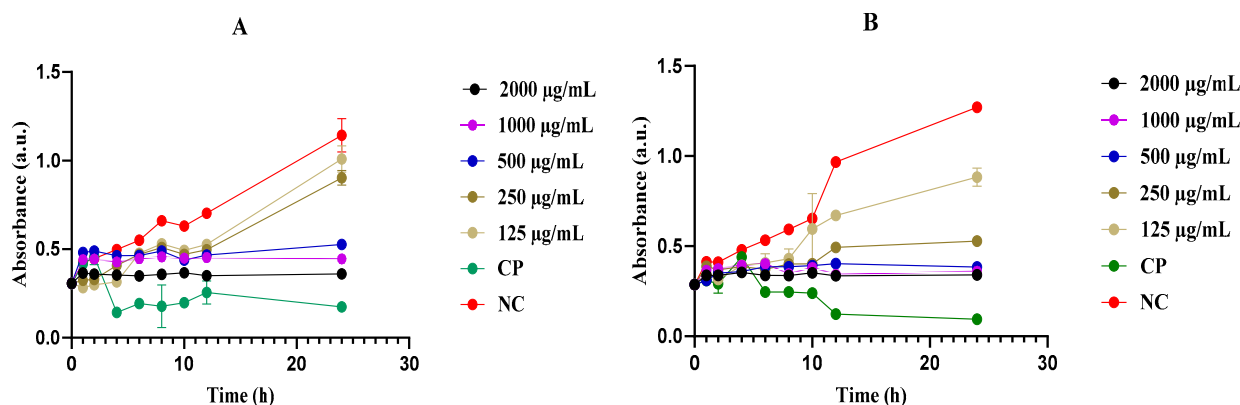 A
Absorbance (a.u.)
1.5
1.0
0.5
0.0
0
10
20
30
Time (h)
2000 µg/mL
1000 µg/mL
500 µg/mL
250 µg/mL
125 µg/mL
CP
NC
B
Absorbance (a.u.)
1.5
1.0
0.5
0.0
0
10
20
30
Time (h)
2000 µg/mL
1000 µg/mL
500 µg/mL
250 µg/mL
125 µg/mL
CP
NC